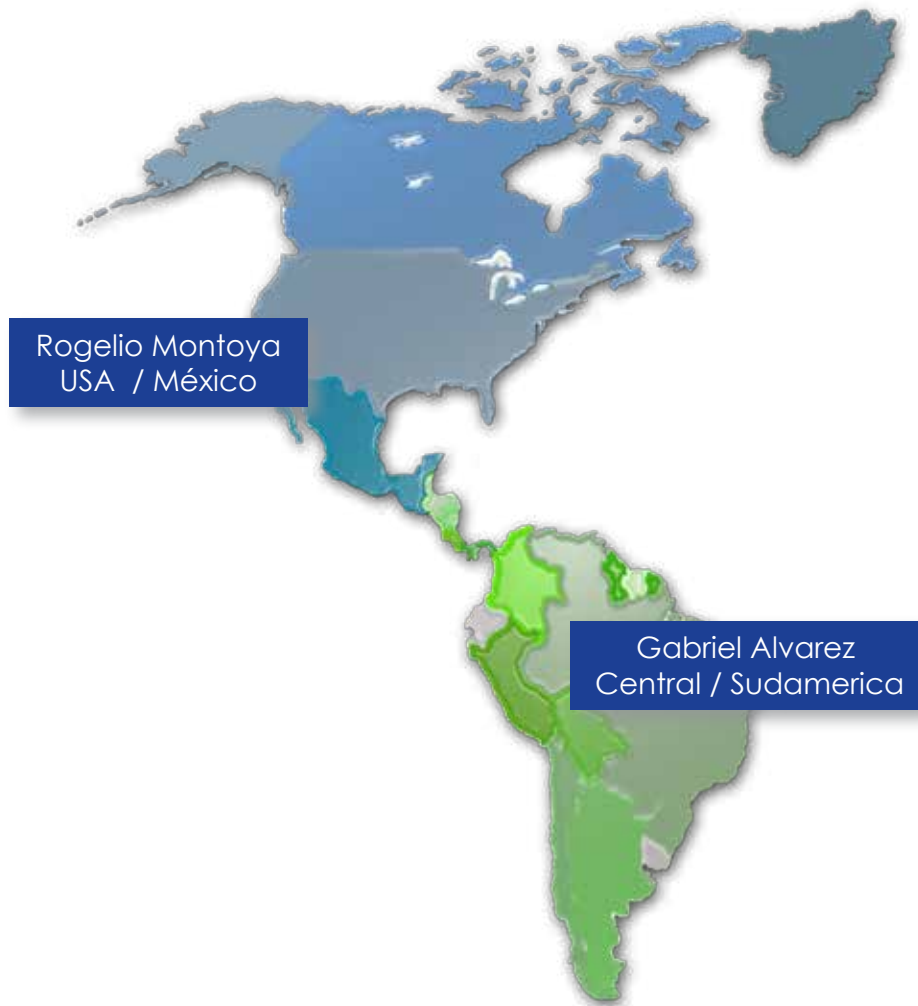 Rogelio Montoya
USA / México
Gabriel Alvarez
Central / Sudamerica